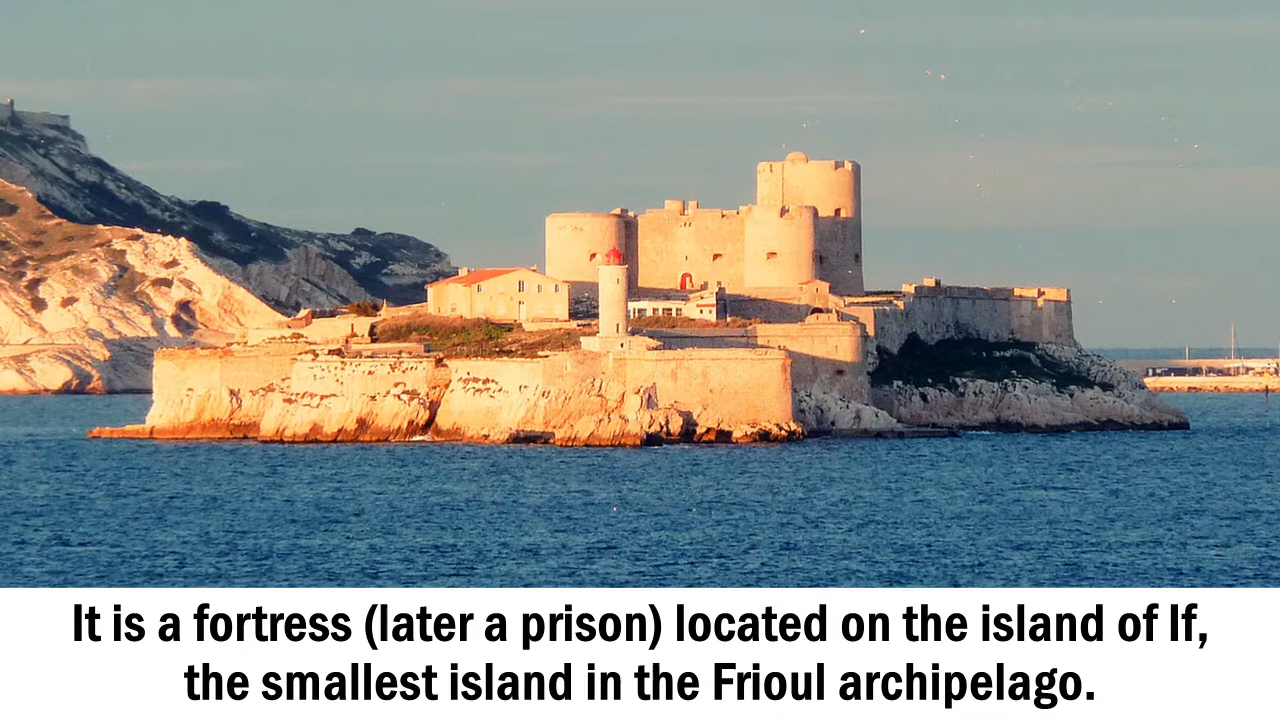 It is a fortress (later a prison) located on the island of If,
the smallest island in the Frioul archipelago.